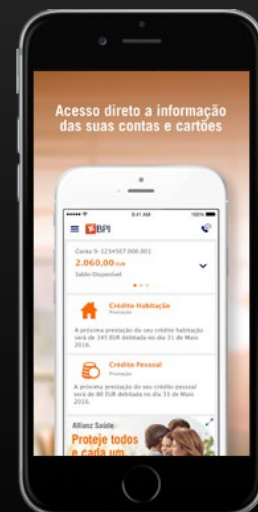 Acesso direto a informação
das suas contas e cartões
9:41 AM
100%
BPI
Conta 9-1234567.000.001
2.060,00 EUR
Saldo Disponível
Crédito Habitação
Prestação
A próxima prestação do seu crédito habitação
será de 345 EUR debitada no dia 31 de Maio
2016.
Crédito Pessoal
Prestação
A próxima prestação do seu crédito pessoal
será de 80 EUR debitada no dia 31 de Maio
2016.
Allianz Saúde
Proteje todos
e cada um